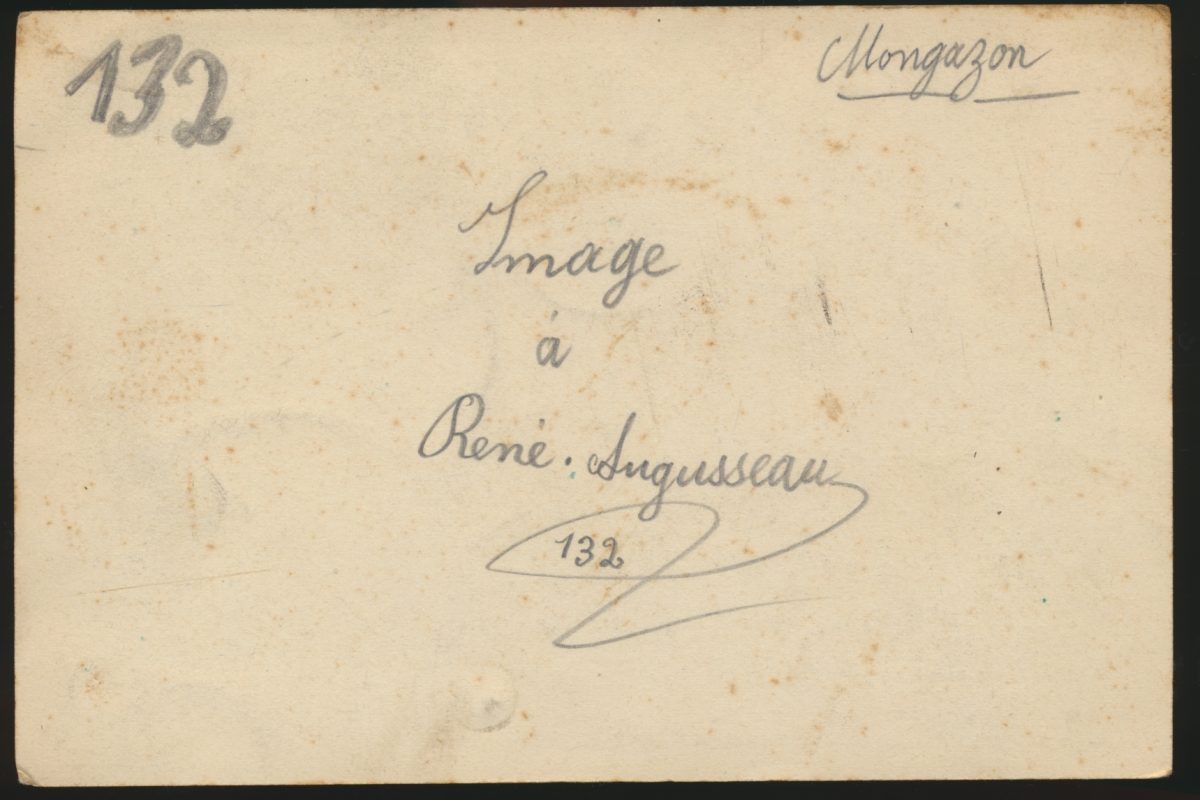 132
Mongazon
Image
à
René. Augusseau
132